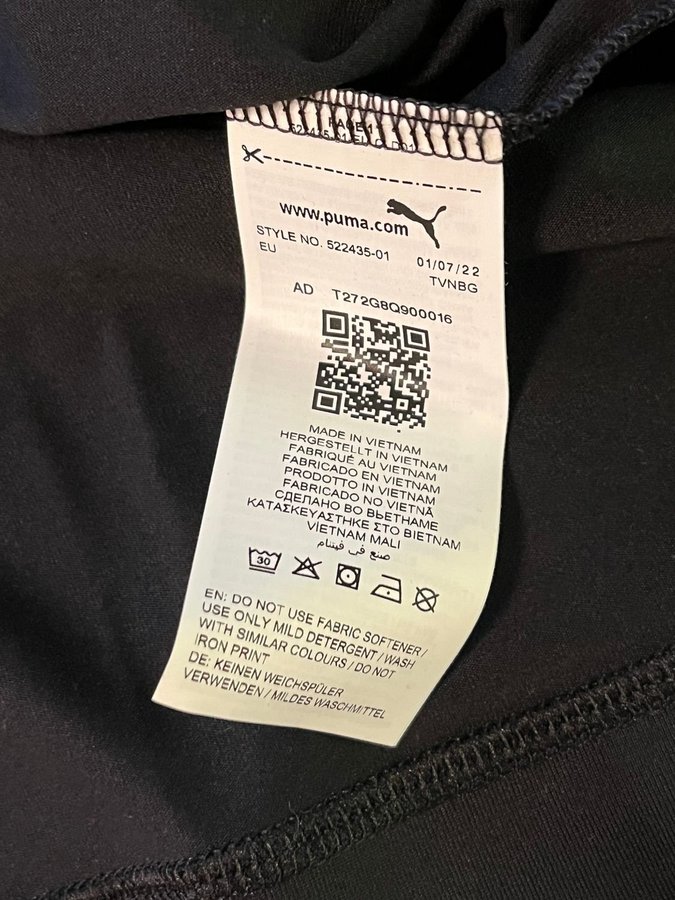 PAGE 1
www.puma.com
STYLE NO. 522435-01 01/07/22
EU TVNBG
AD T272G8Q900016
MADE IN VIETNAM
HERGESTELLT IN VIETNAM
FABRIQUÉ AU VIETNAM
FABRICADO EN VIETNAM
PRODOTTO IN VIETNAM
FABRICADO NO VIETNÃ
СДЕЛАНО ВО ВЬЕТНАМЕ
ΚΑΤΑΣΚΕΥΑΣΤΗΚΕ ΣΤΟ ΒΙΕΤΝΑΜ
VİETNAM MALI
صنع في فيتنام
30
EN: DO NOT USE FABRIC SOFTENER /
USE ONLY MILD DETERGENT / WASH
WITH SIMILAR COLOURS / DO NOT
IRON PRINT
DE: KEINEN WEICHSPÜLER
VERWENDEN / MILDES WASCHMITTEL